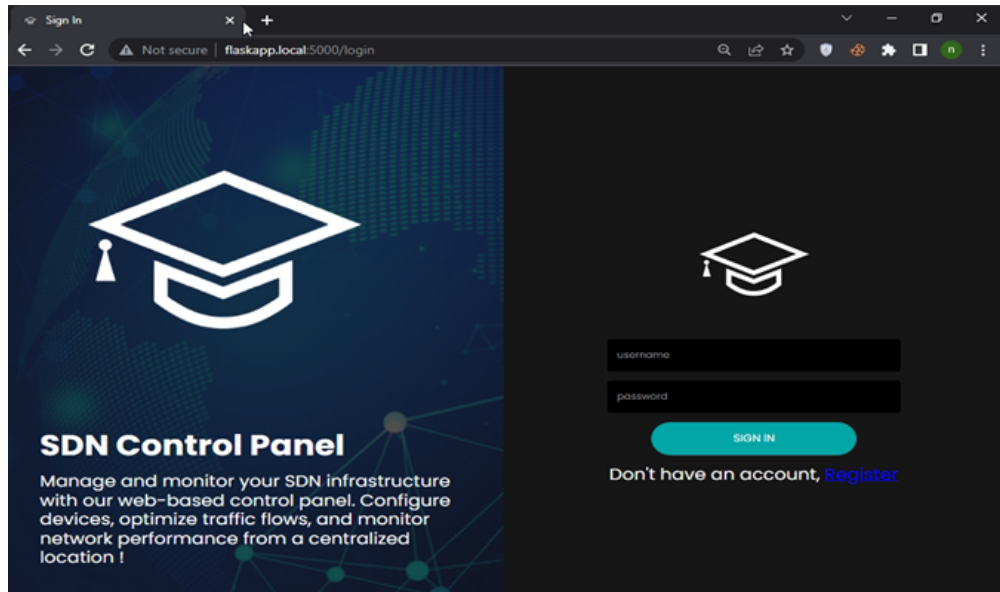 Sign In
Not secure | flaskapp.local:5000/login
n
SDN Control Panel
Manage and monitor your SDN infrastructure
with our web-based control panel. Configure
devices, optimize traffic flows, and monitor
network performance from a centralized
location !
username
password
SIGN IN
Don't have an account, Register